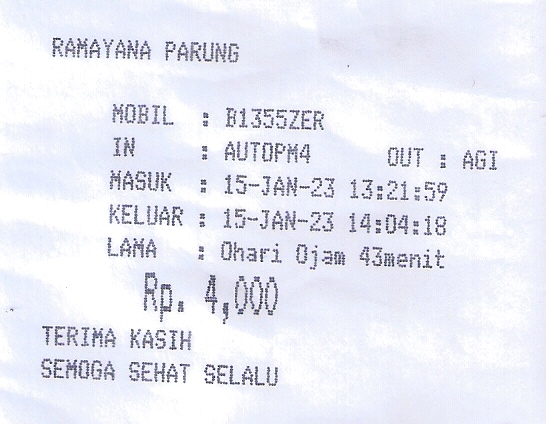 RAMAYANA PARUNG
MOBIL : B1355ZER
IN : AUTOPM4 OUT : AGI
MASUK : 15-JAN-23 13:21:59
KELUAR : 15-JAN-23 14:04:18
LAMA : 0hari 0jam 43menit
Rp. 4,000
TERIMA KASIH
SEMOGA SEHAT SELALU